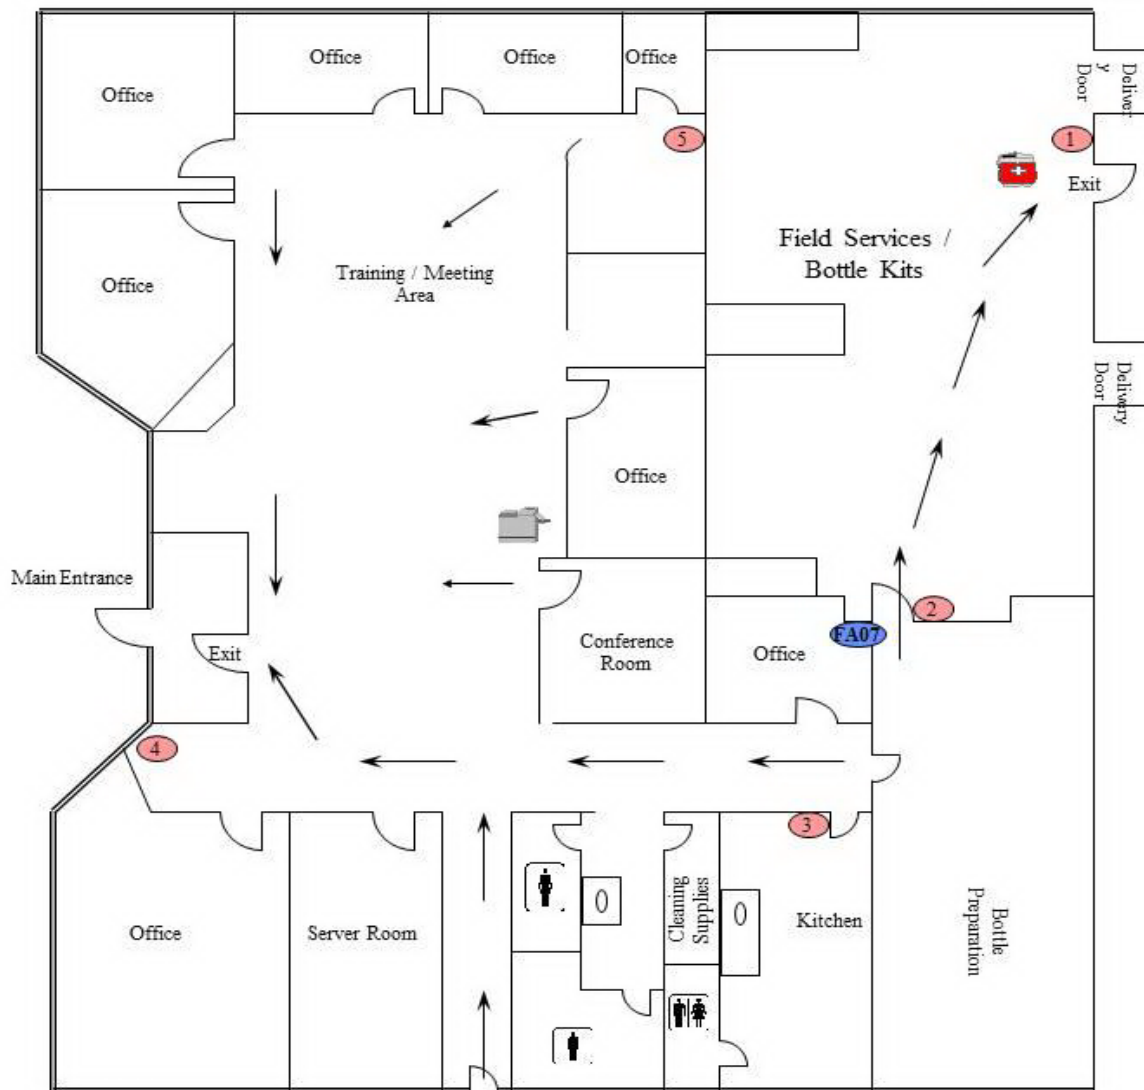 Office
Office
Office
Office
Deliver
y
Door
5
1
Exit
Field Services /
Bottle Kits
Training / Meeting
Area
Office
Delivery
Door
Office
Main Entrance
2
FA07
Conference
Room
Office
Exit
4
3
Cleaning
Supplies
Kitchen
Bottle
Preparation
Office
Server Room